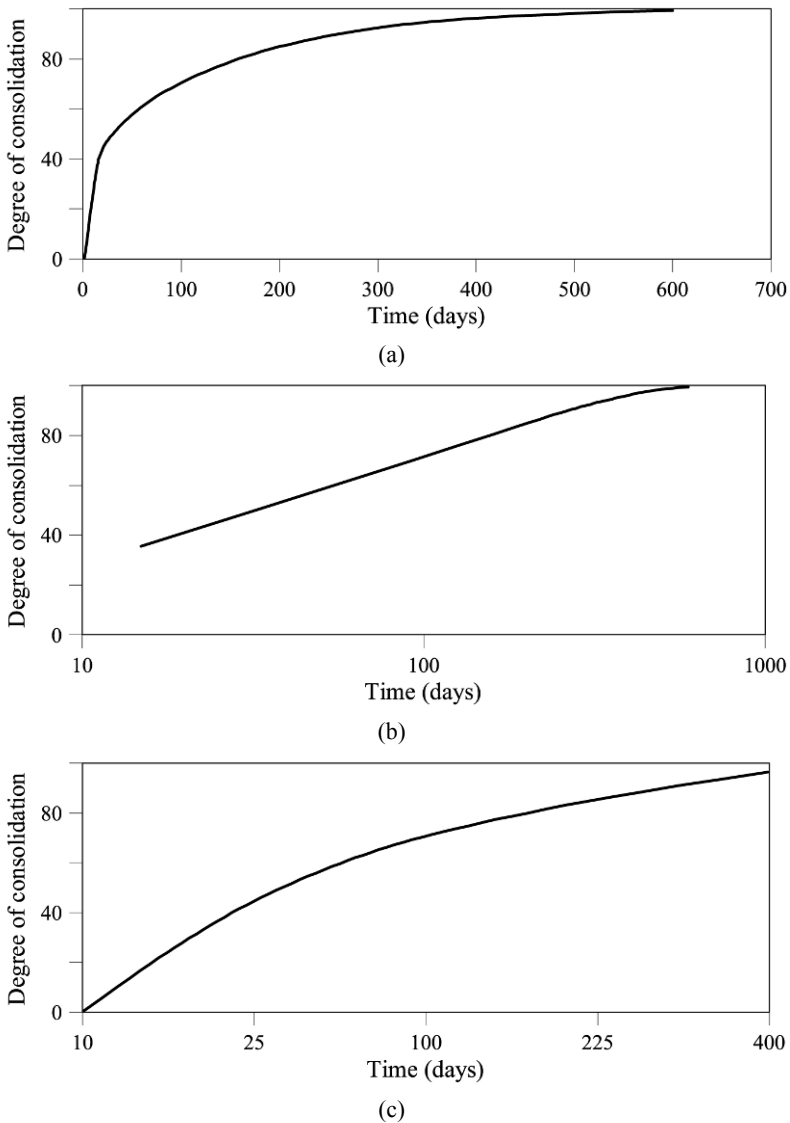 Degree of consolidation
80
40
0
0 100 200 300 400 500 600 700
Time (days)
(a)
Degree of consolidation
80
40
0
10 100 1000
Time (days)
(b)
Degree of consolidation
80
40
0
10 25 100 225 400
Time (days)
(c)